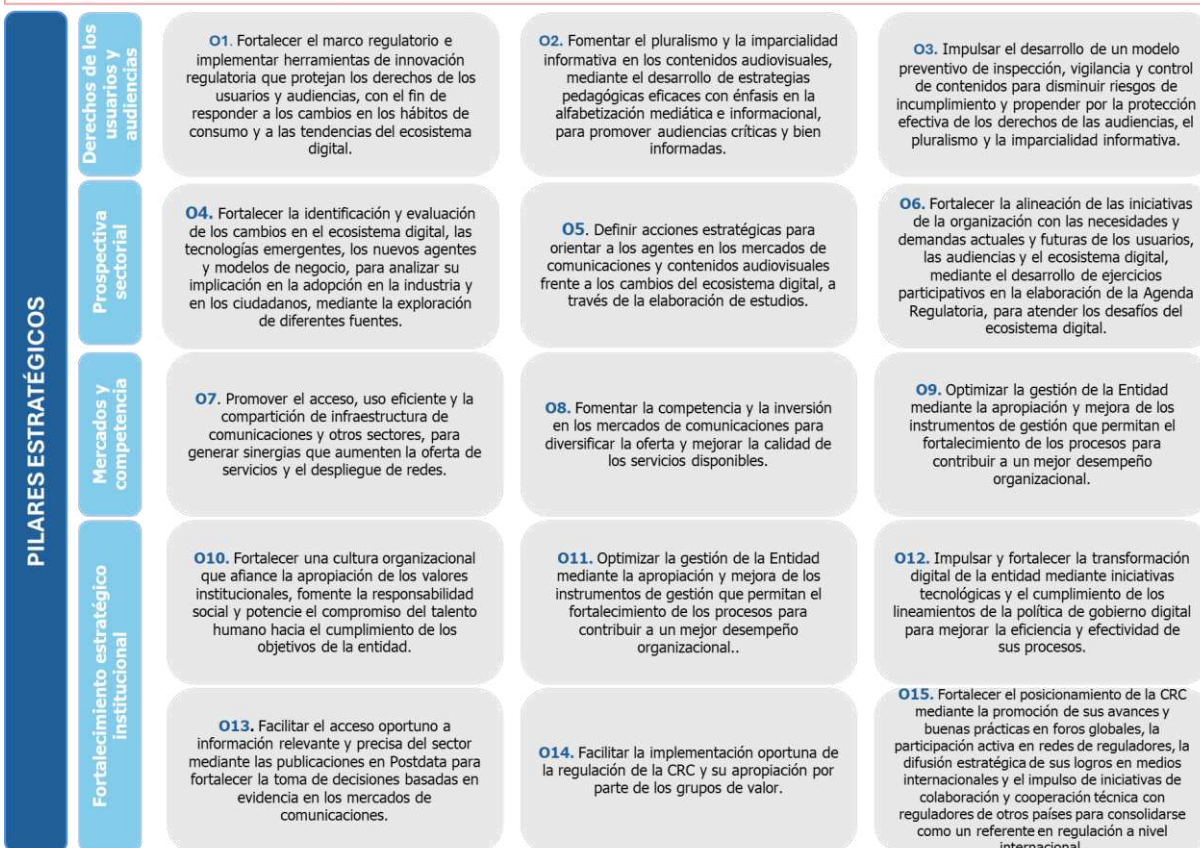 PILARES ESTRATÉGICOS
Derechos de los
usuarios y
audiencias
O1. Fortalecer el marco regulatorio e
implementar herramientas de innovación
regulatoria que protejan los derechos de los
usuarios y audiencias, con el fin de
responder a los cambios en los hábitos de
consumo y a las tendencias del ecosistema
digital.
O2. Fomentar el pluralismo y la imparcialidad
informativa en los contenidos audiovisuales,
mediante el desarrollo de estrategias
pedagógicas eficaces con énfasis en la
alfabetización mediática e informacional,
para promover audiencias críticas y bien
informadas.
O3. Impulsar el desarrollo de un modelo
preventivo de inspección, vigilancia y control
de contenidos para disminuir riesgos de
incumplimiento y propender por la protección
efectiva de los derechos de las audiencias, el
pluralismo y la imparcialidad informativa.
Prospectiva
sectorial
O4. Fortalecer la identificación y evaluación
de los cambios en el ecosistema digital, las
tecnologías emergentes, los nuevos agentes
y modelos de negocio, para analizar su
implicación en la adopción en la industria y
en los ciudadanos, mediante la exploración
de diferentes fuentes.
O5. Definir acciones estratégicas para
orientar a los agentes en los mercados de
comunicaciones y contenidos audiovisuales
frente a los cambios del ecosistema digital, a
través de la elaboración de estudios.
O6. Fortalecer la alineación de las iniciativas
de la organización con las necesidades y
demandas actuales y futuras de los usuarios,
las audiencias y el ecosistema digital,
mediante el desarrollo de ejercicios
participativos en la elaboración de la Agenda
Regulatoria, para atender los desafíos del
ecosistema digital.
Mercados y
competencia
O7. Promover el acceso, uso eficiente y la
compartición de infraestructura de
comunicaciones y otros sectores, para
generar sinergias que aumenten la oferta de
servicios y el despliegue de redes.
O8. Fomentar la competencia y la inversión
en los mercados de comunicaciones para
diversificar la oferta y mejorar la calidad de
los servicios disponibles.
O9. Optimizar la gestión de la Entidad
mediante la apropiación y mejora de los
instrumentos de gestión que permitan el
fortalecimiento de los procesos para
contribuir a un mejor desempeño
organizacional.
Fortalecimiento estratégico
institucional
O10. Fortalecer una cultura organizacional
que afiance la apropiación de los valores
institucionales, fomente la responsabilidad
social y potencie el compromiso del talento
humano hacia el cumplimiento de los
objetivos de la entidad.
O11. Optimizar la gestión de la Entidad
mediante la apropiación y mejora de los
instrumentos de gestión que permitan el
fortalecimiento de los procesos para
contribuir a un mejor desempeño
organizacional..
O12. Impulsar y fortalecer la transformación
digital de la entidad mediante iniciativas
tecnológicas y el cumplimiento de los
lineamientos de la política de gobierno digital
para mejorar la eficiencia y efectividad de
sus procesos.
O13. Facilitar el acceso oportuno a
información relevante y precisa del sector
mediante las publicaciones en Postdata para
fortalecer la toma de decisiones basadas en
evidencia en los mercados de
comunicaciones.
O14. Facilitar la implementación oportuna de
la regulación de la CRC y su apropiación por
parte de los grupos de valor.
O15. Fortalecer el posicionamiento de la CRC
mediante la promoción de sus avances y
buenas prácticas en foros globales, la
participación activa en redes de reguladores, la
difusión estratégica de sus logros en medios
internacionales y el impulso de iniciativas de
colaboración y cooperación técnica con
reguladores de otros países para consolidarse
como un referente en regulación a nivel
internacional